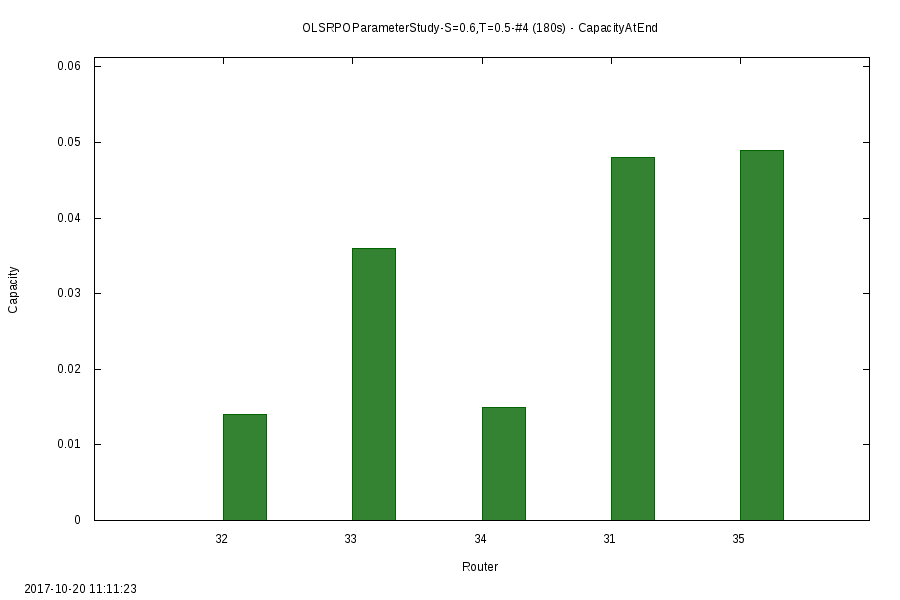 OLSRPOParameterStudy-S=0.6,T=0.5-#4 (180s) - CapacityAtEnd
0.06
0.05
0.04
0.03
0.02
0.01
0
Capacity
32 33 34 31 35
Router
2017-10-20 11:11:23